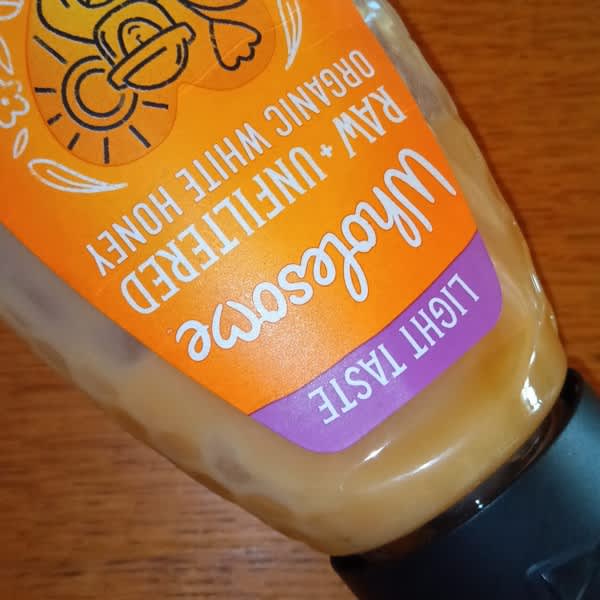 LIGHT TASTE
wholesome
RAW + UNFILTERED
ORGANIC WHITE HONEY